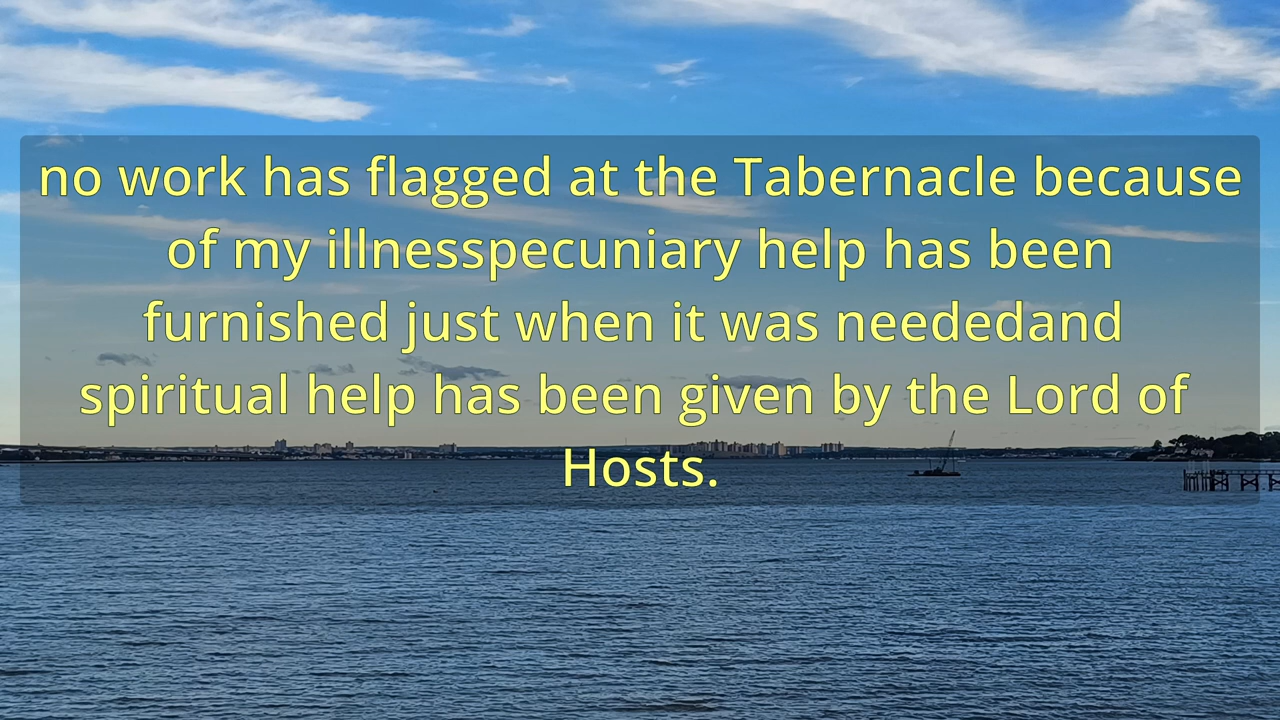 no work has flagged at the Tabernacle because
of my illnesspecuniary help has been
furnished just when it was neededand
spiritual help has been given by the Lord of
Hosts.